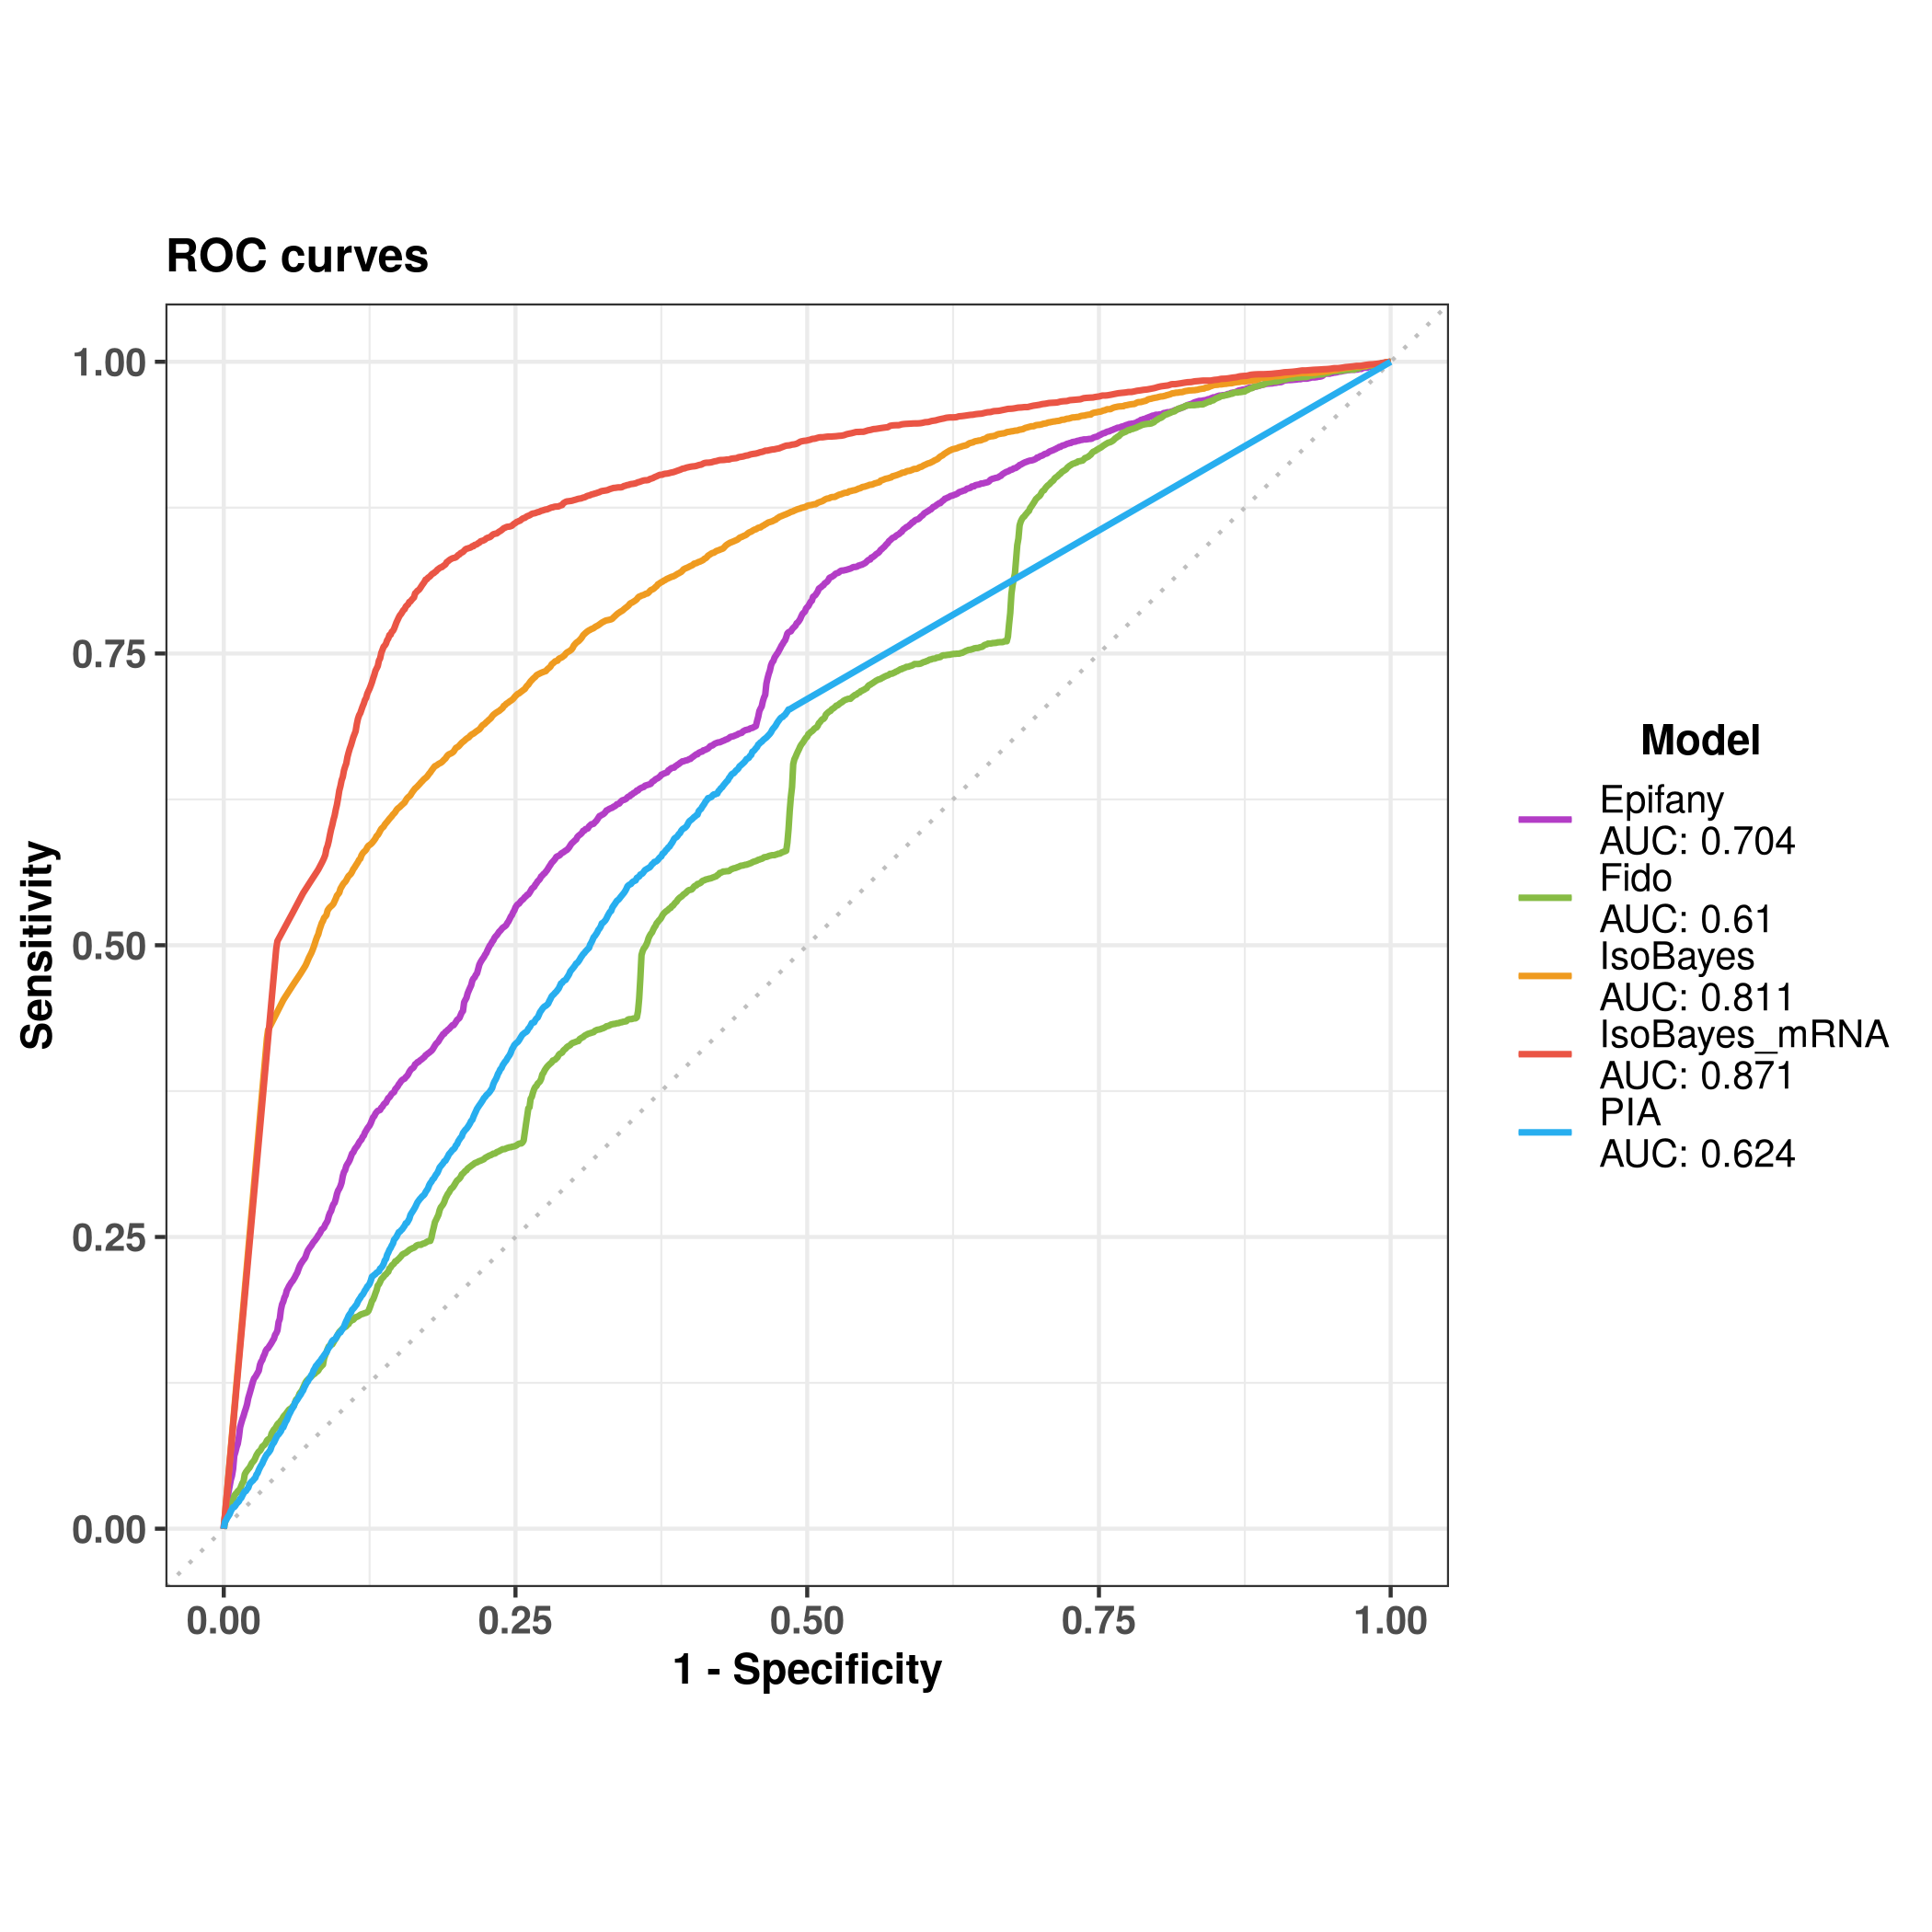 ROC curves
1.00
0.75
0.50
0.25
0.00
Sensitivity
0.00 0.25 0.50 0.75 1.00
1 - Specificity
Model
Epifany
AUC: 0.704
Fido
AUC: 0.61
IsoBayes
AUC: 0.811
IsoBayes_mRNA
AUC: 0.871
PIA
AUC: 0.624